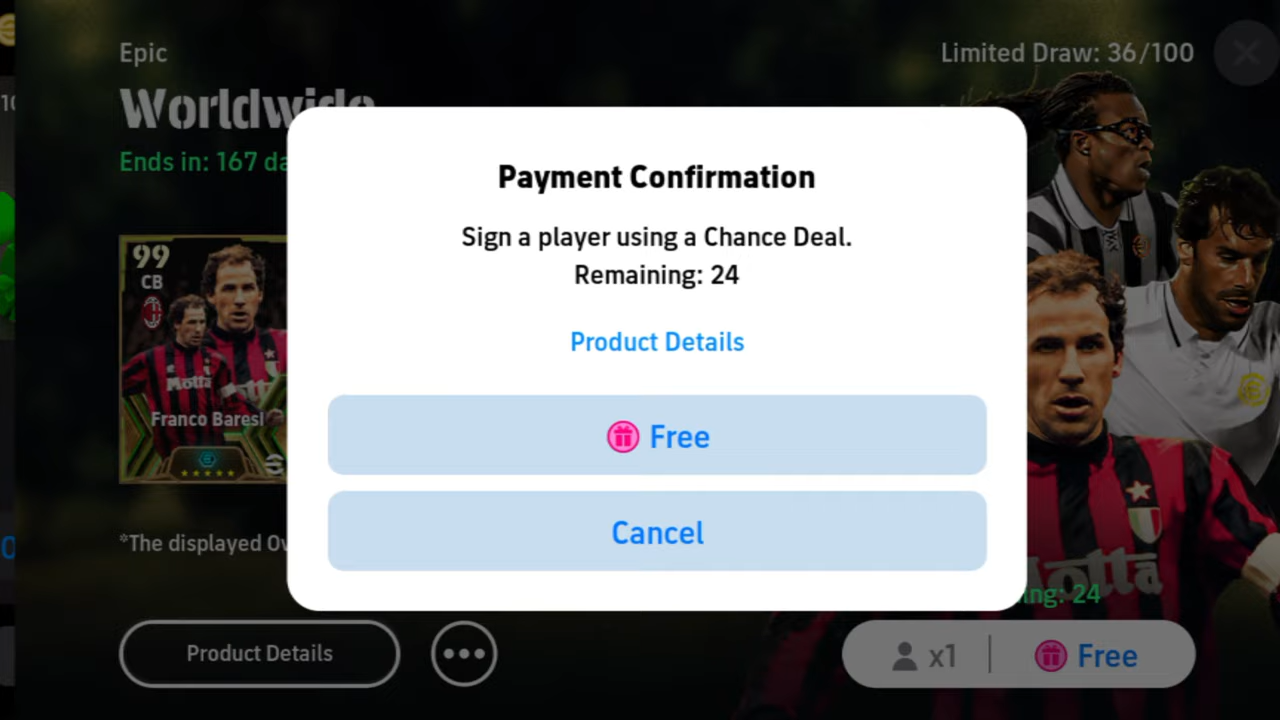 Epic
Limited Draw: 36/100
Worldwide
Ends in: 167 da
Payment Confirmation
Sign a player using a Chance Deal.
Remaining: 24
Product Details
Free
Cancel
99
CB
Motta
Franco Baresi
*The displayed Ov
ing: 24
Product Details
x1
Free